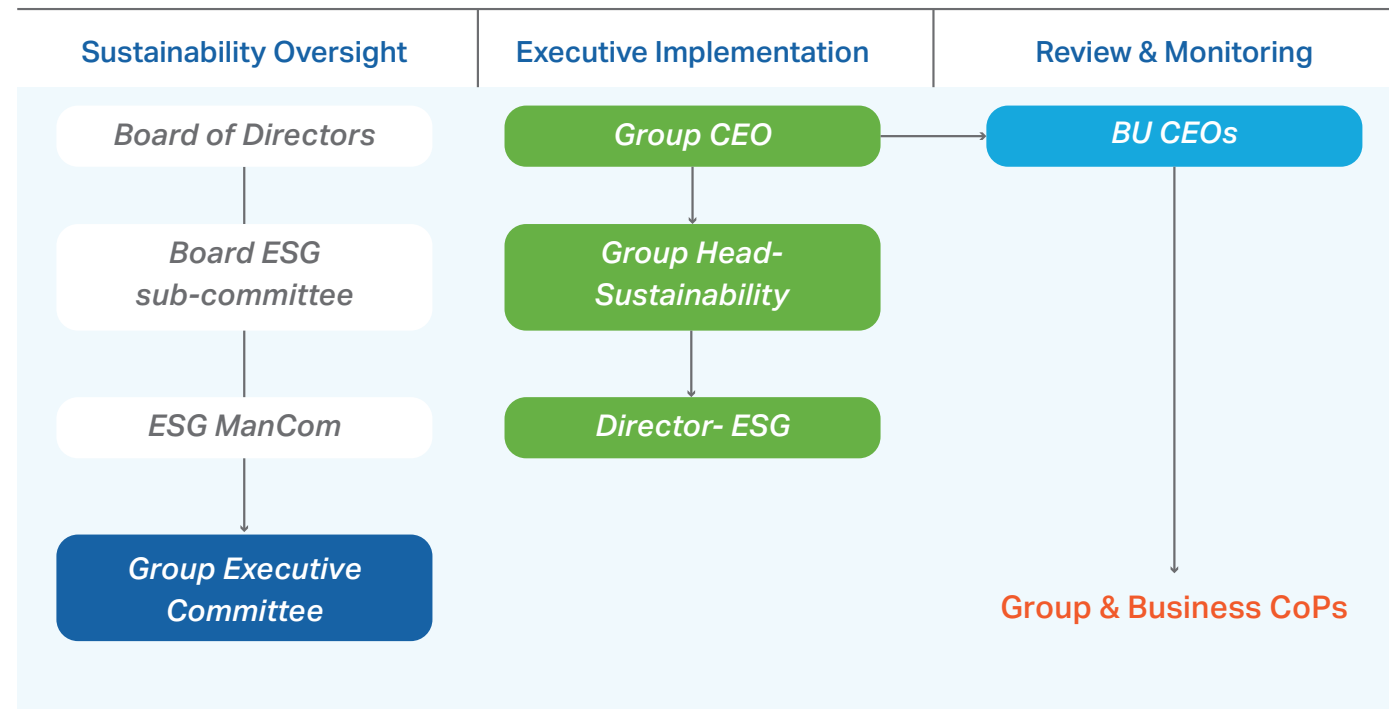 Sustainability Oversight
Executive Implementation
Review & Monitoring
Board of Directors
Group CEO
BU CEOs
Board ESG
sub-committee
Group Head-
Sustainability
ESG ManCom
Director- ESG
Group Executive
Committee
Group & Business CoPs